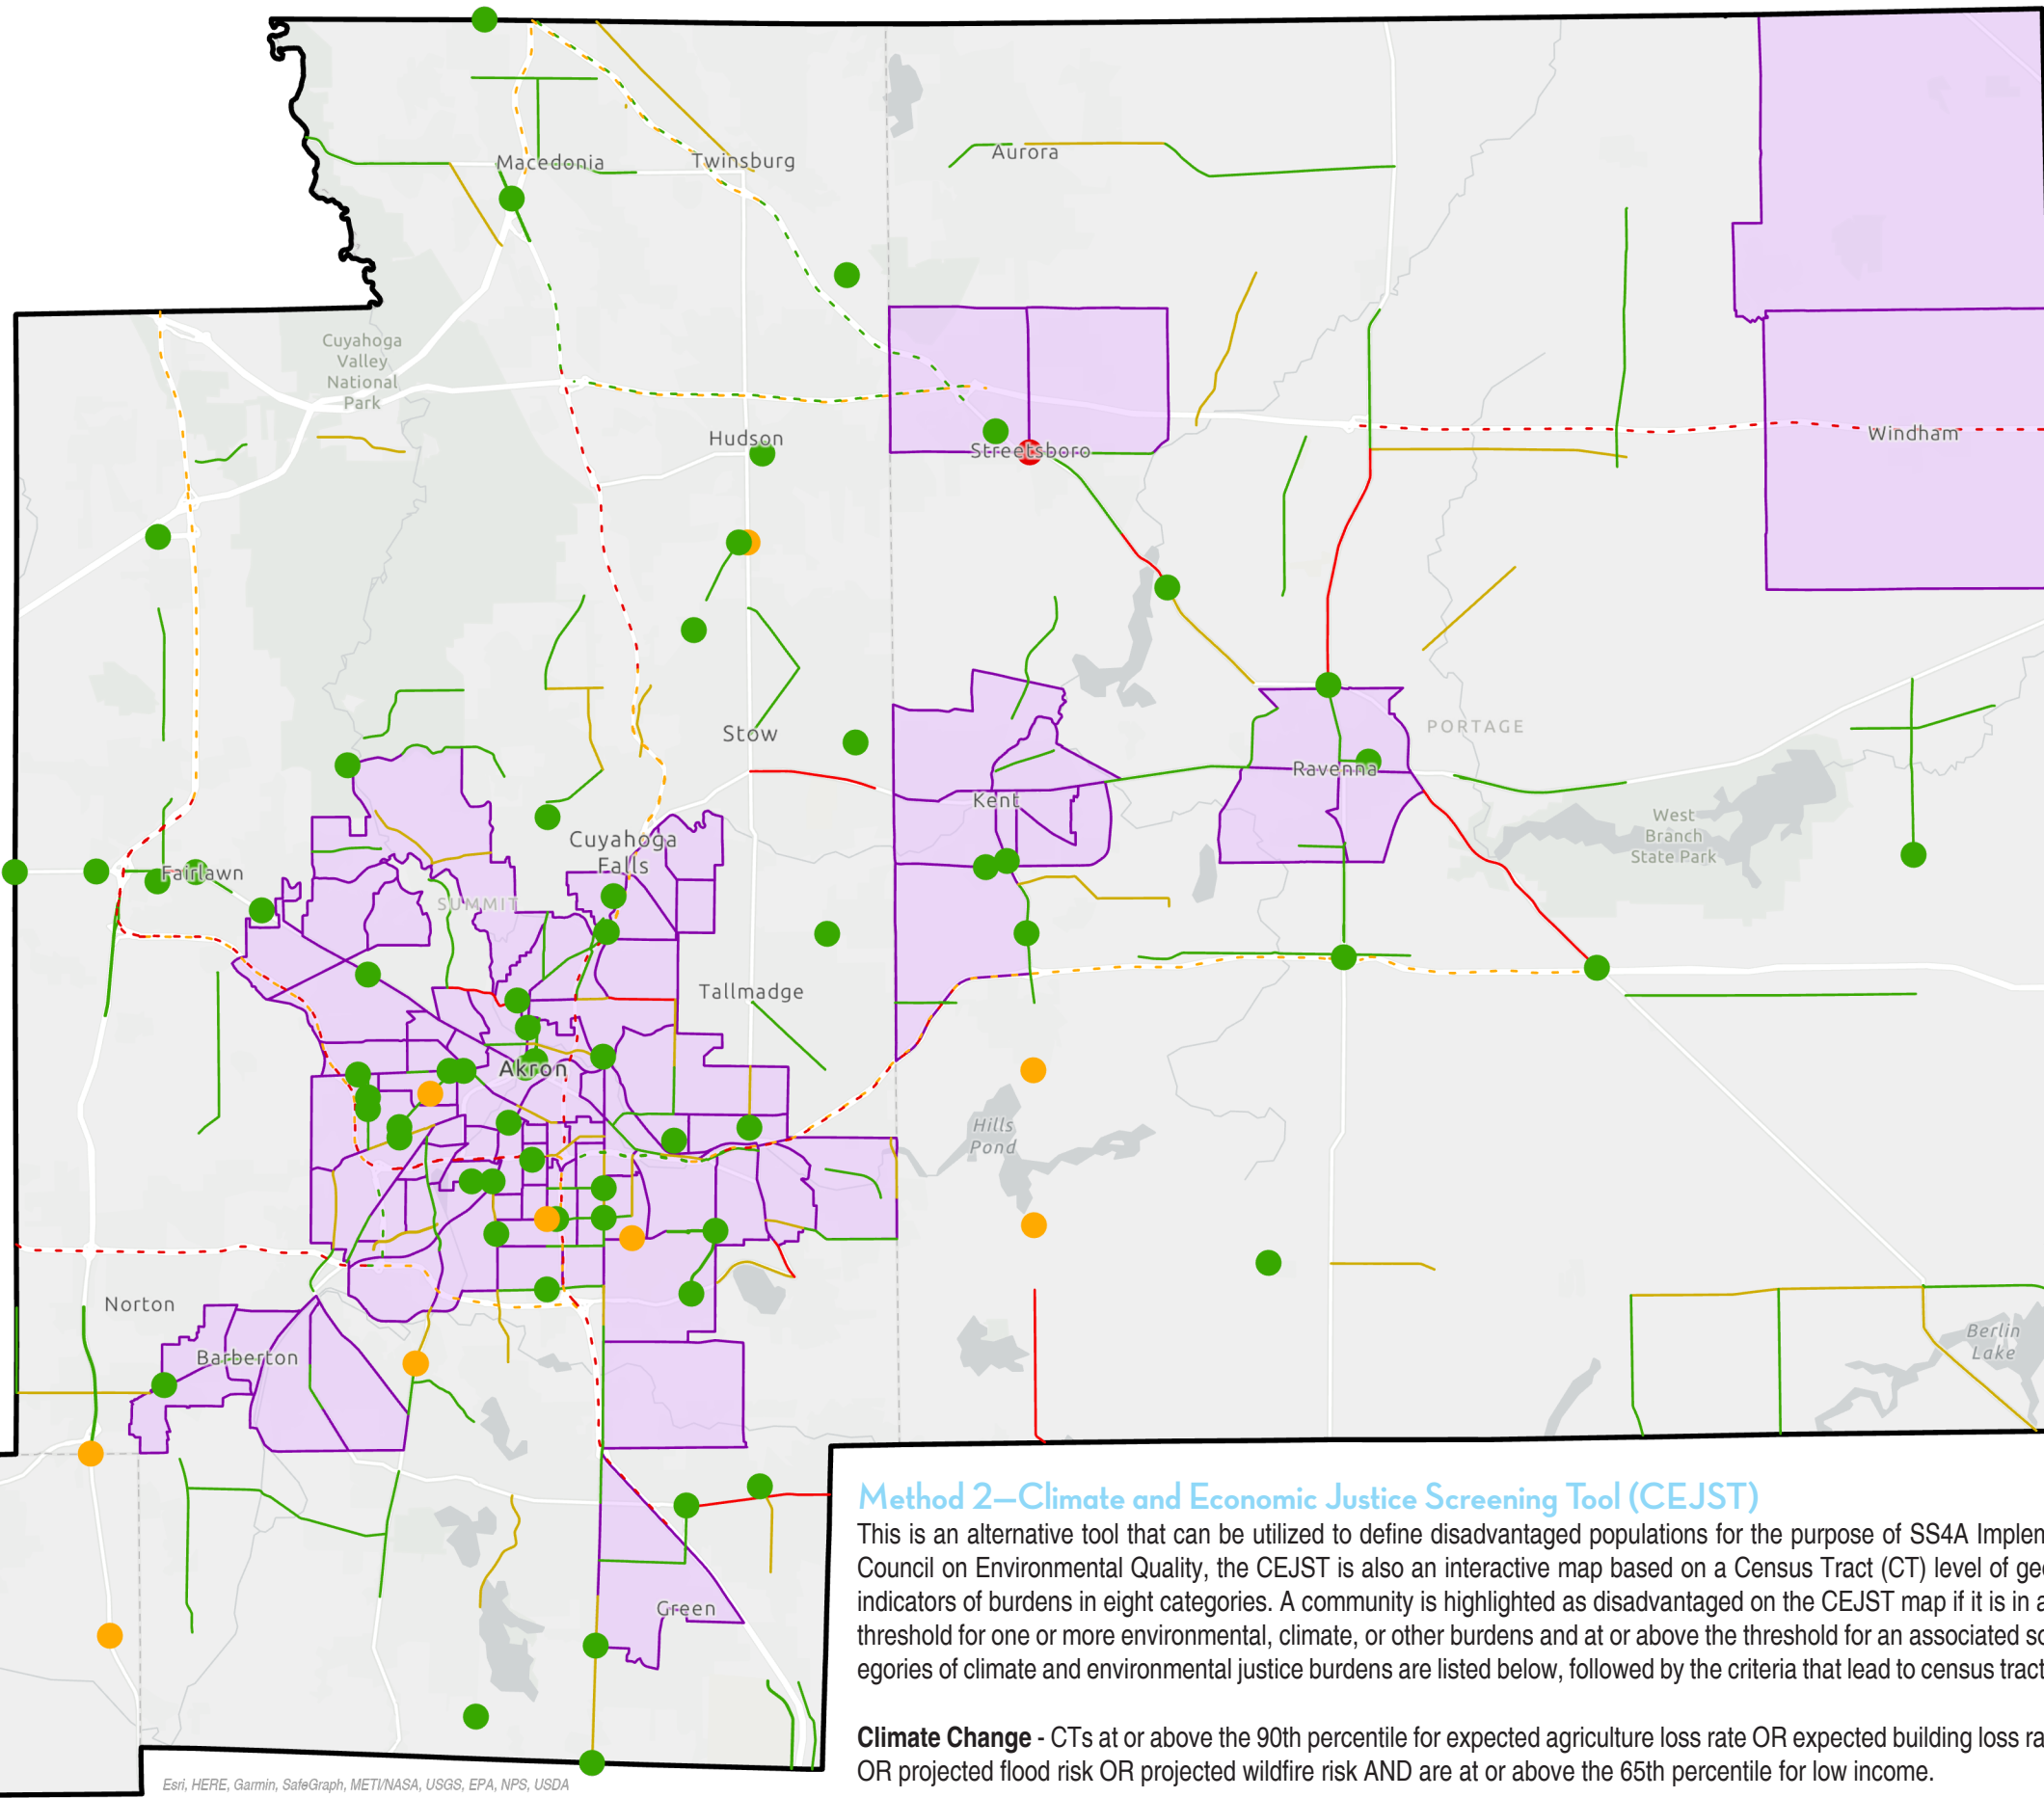 Macedonia
Twinsburg
Aurora
Cuyahoga
Valley
National
Park
Hudson
Streetsboro
Windham
Stow
PORTAGE
Ravenna
Kent
West
Branch
State Park
Cuyahoga
Falls
Fairlawn
SUMMIT
Tallmadge
Akron
Hills
Pond
Norton
Barberton
Berlin
Lake
Green
Method 2—Climate and Economic Justice Screening Tool (CEJST)
This is an alternative tool that can be utilized to define disadvantaged populations for the purpose of SS4A Implen
Council on Environmental Quality, the CEJST is also an interactive map based on a Census Tract (CT) level of ge
indicators of burdens in eight categories. A community is highlighted as disadvantaged on the CEJST map if it is in a
threshold for one or more environmental, climate, or other burdens and at or above the threshold for an associated so
egories of climate and environmental justice burdens are listed below, followed by the criteria that lead to census tract
Climate Change - CTs at or above the 90th percentile for expected agriculture loss rate OR expected building loss ra
OR projected flood risk OR projected wildfire risk AND are at or above the 65th percentile for low income.
Esri, HERE, Garmin, SafeGraph, METI/NASA, USGS, EPA, NPS, USDA